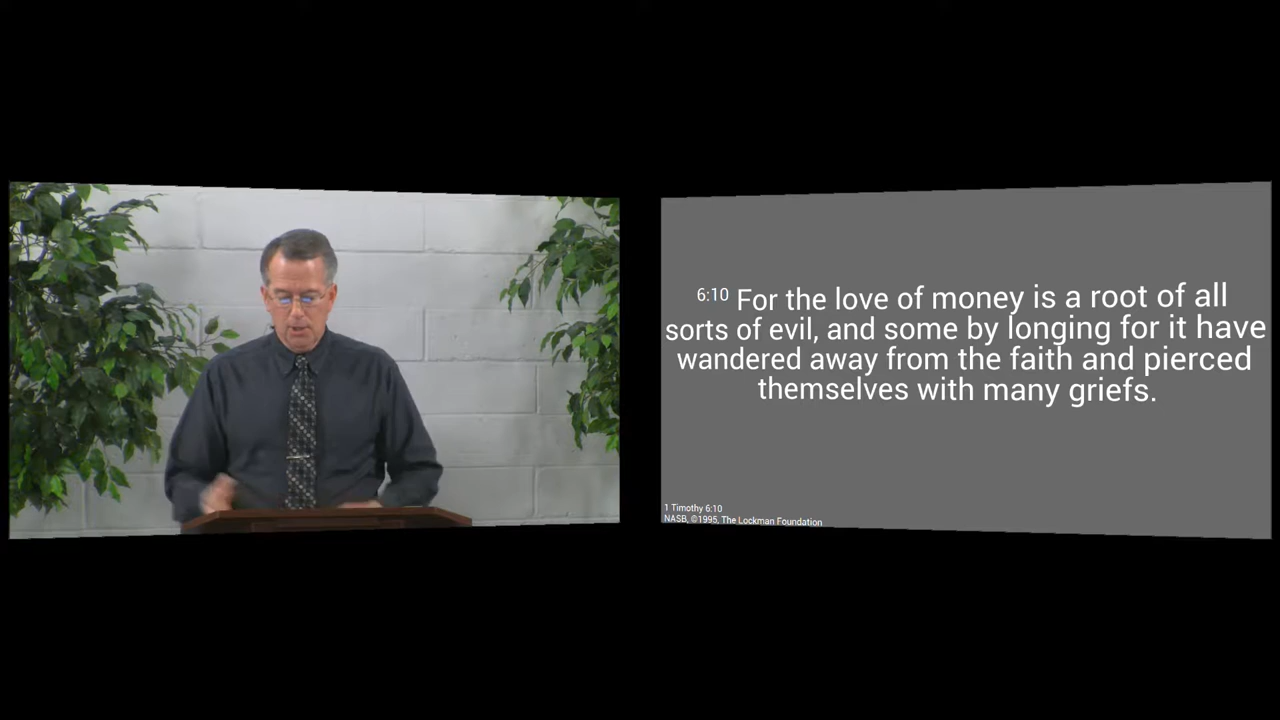 6:10 For the love of money is a root of all
sorts of evil, and some by longing for it have
wandered away from the faith and pierced
themselves with many griefs.
1 Timothy 6:10
NASB, ©1995, The Lockman Foundation